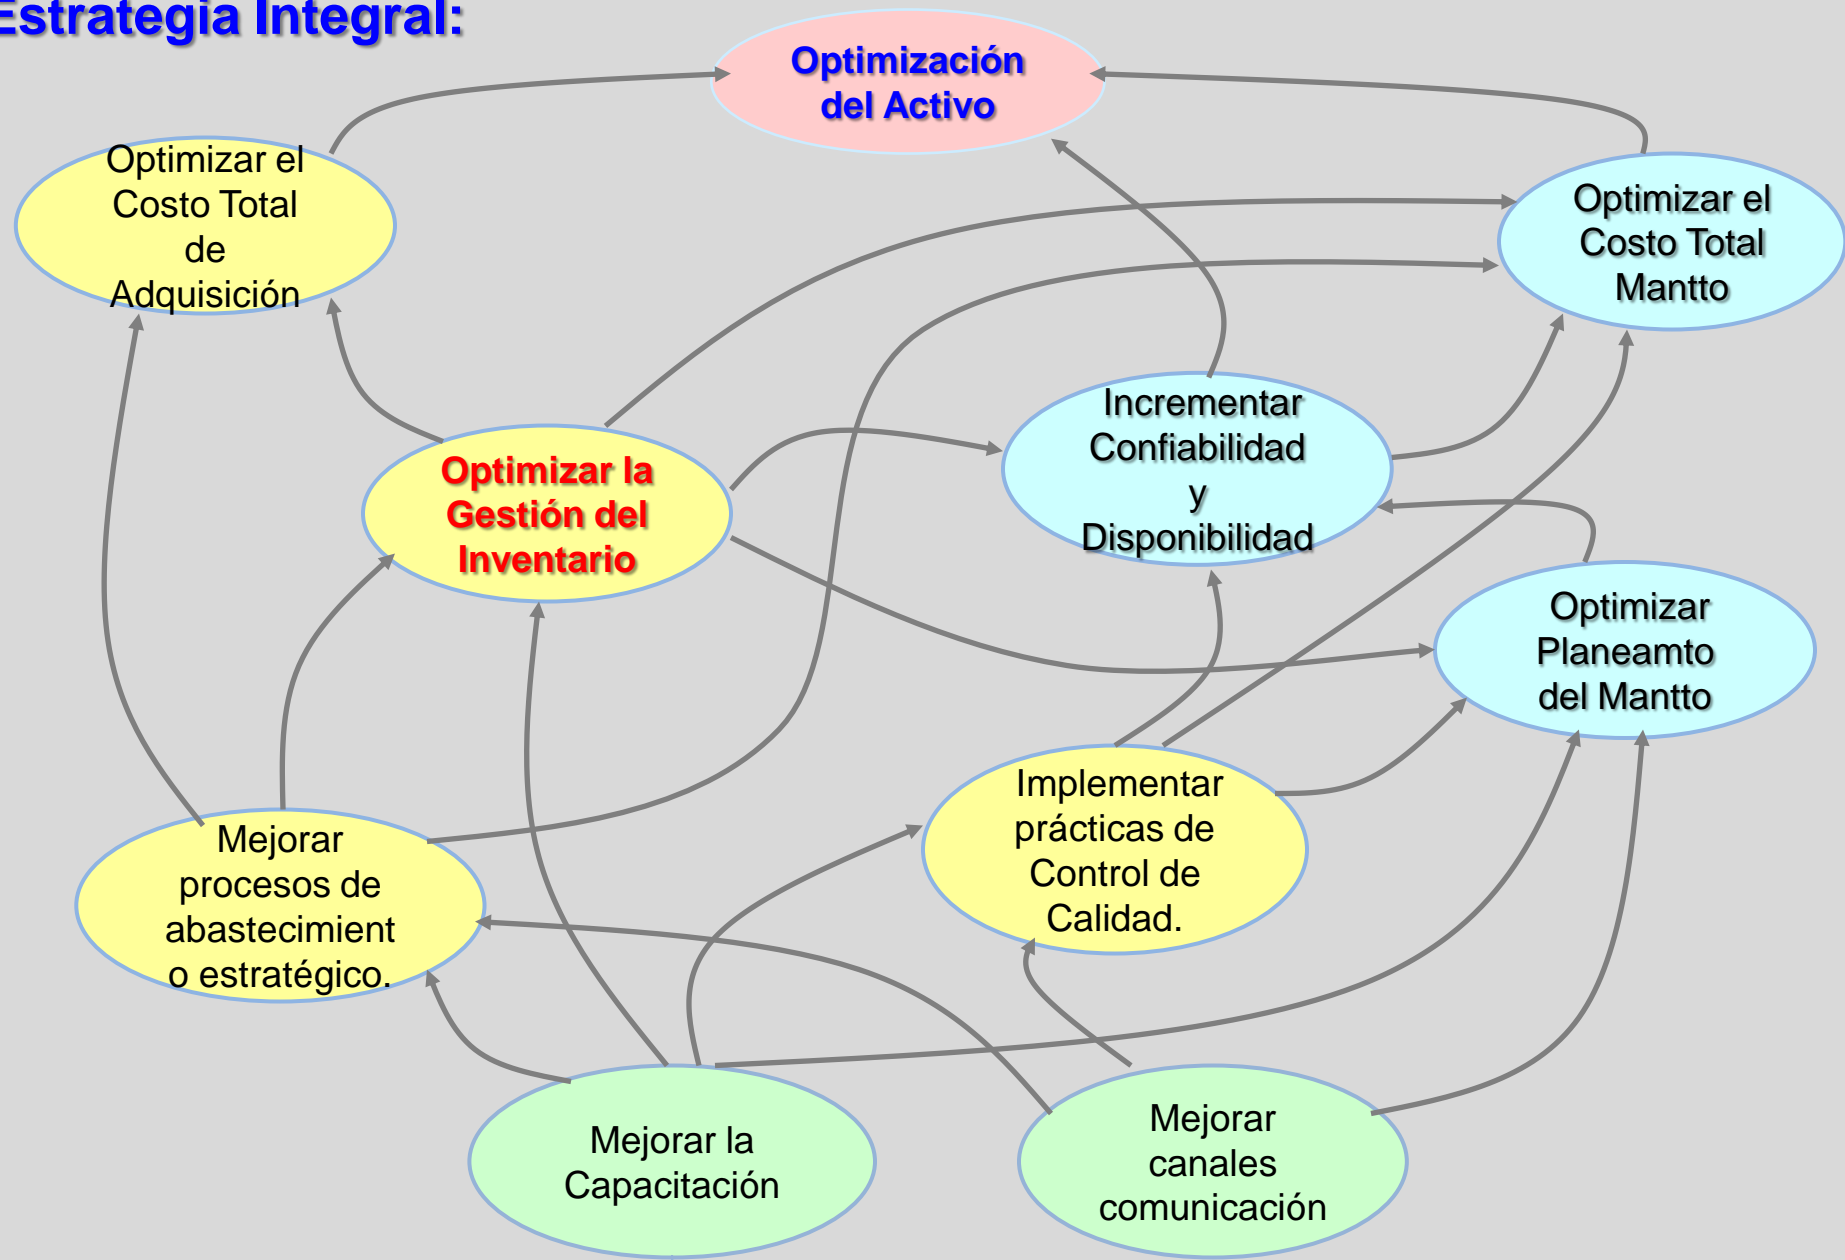 Estrategia Integral:
Optimización
del Activo
Optimizar el
Costo Total
de
Adquisición
Optimizar el
Costo Total
Mantto
Incrementar
Confiabilidad
y
Disponibilidad
Optimizar la
Gestión del
Inventario
Optimizar
Planeamto
del Mantto
Implementar
prácticas de
Control de
Calidad.
Mejorar
procesos de
abastecimient
o estratégico.
Mejorar la
Capacitación
Mejorar
canales
comunicación